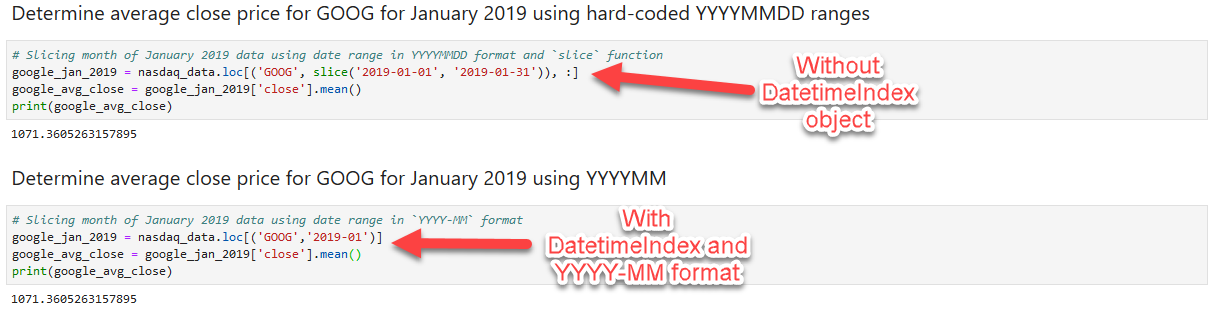 Determine average close price for GOOG for January 2019 using hard-coded YYYYMMDD ranges
# Slicing month of January 2019 data using date range in YYYYMMDD format and `slice` function
google_jan_2019 = nasdaq_data.loc[('GOOG', slice('2019-01-01', '2019-01-31')), :]
google_avg_close = google_jan_2019['close'].mean()
print(google_avg_close)
Without
DatetimeIndex
object
1071.3605263157895
Determine average close price for GOOG for January 2019 using YYYYMM
# Slicing month of January 2019 data using date range in `YYYY-MM` format
google_jan_2019 = nasdaq_data.loc[('GOOG','2019-01')]
google_avg_close = google_jan_2019['close'].mean()
print(google_avg_close)
With
DatetimeIndex and
YYYY-MM format
1071.3605263157895